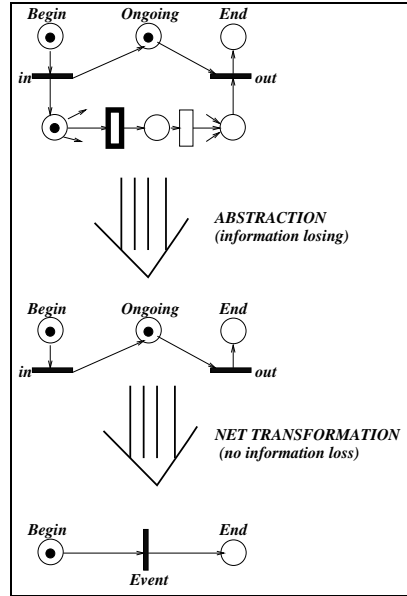 Begin Ongoing End
in out
ABSTRACTION
(information losing)
Begin Ongoing End
in out
NET TRANSFORMATION
(no information loss)
Begin End
Event